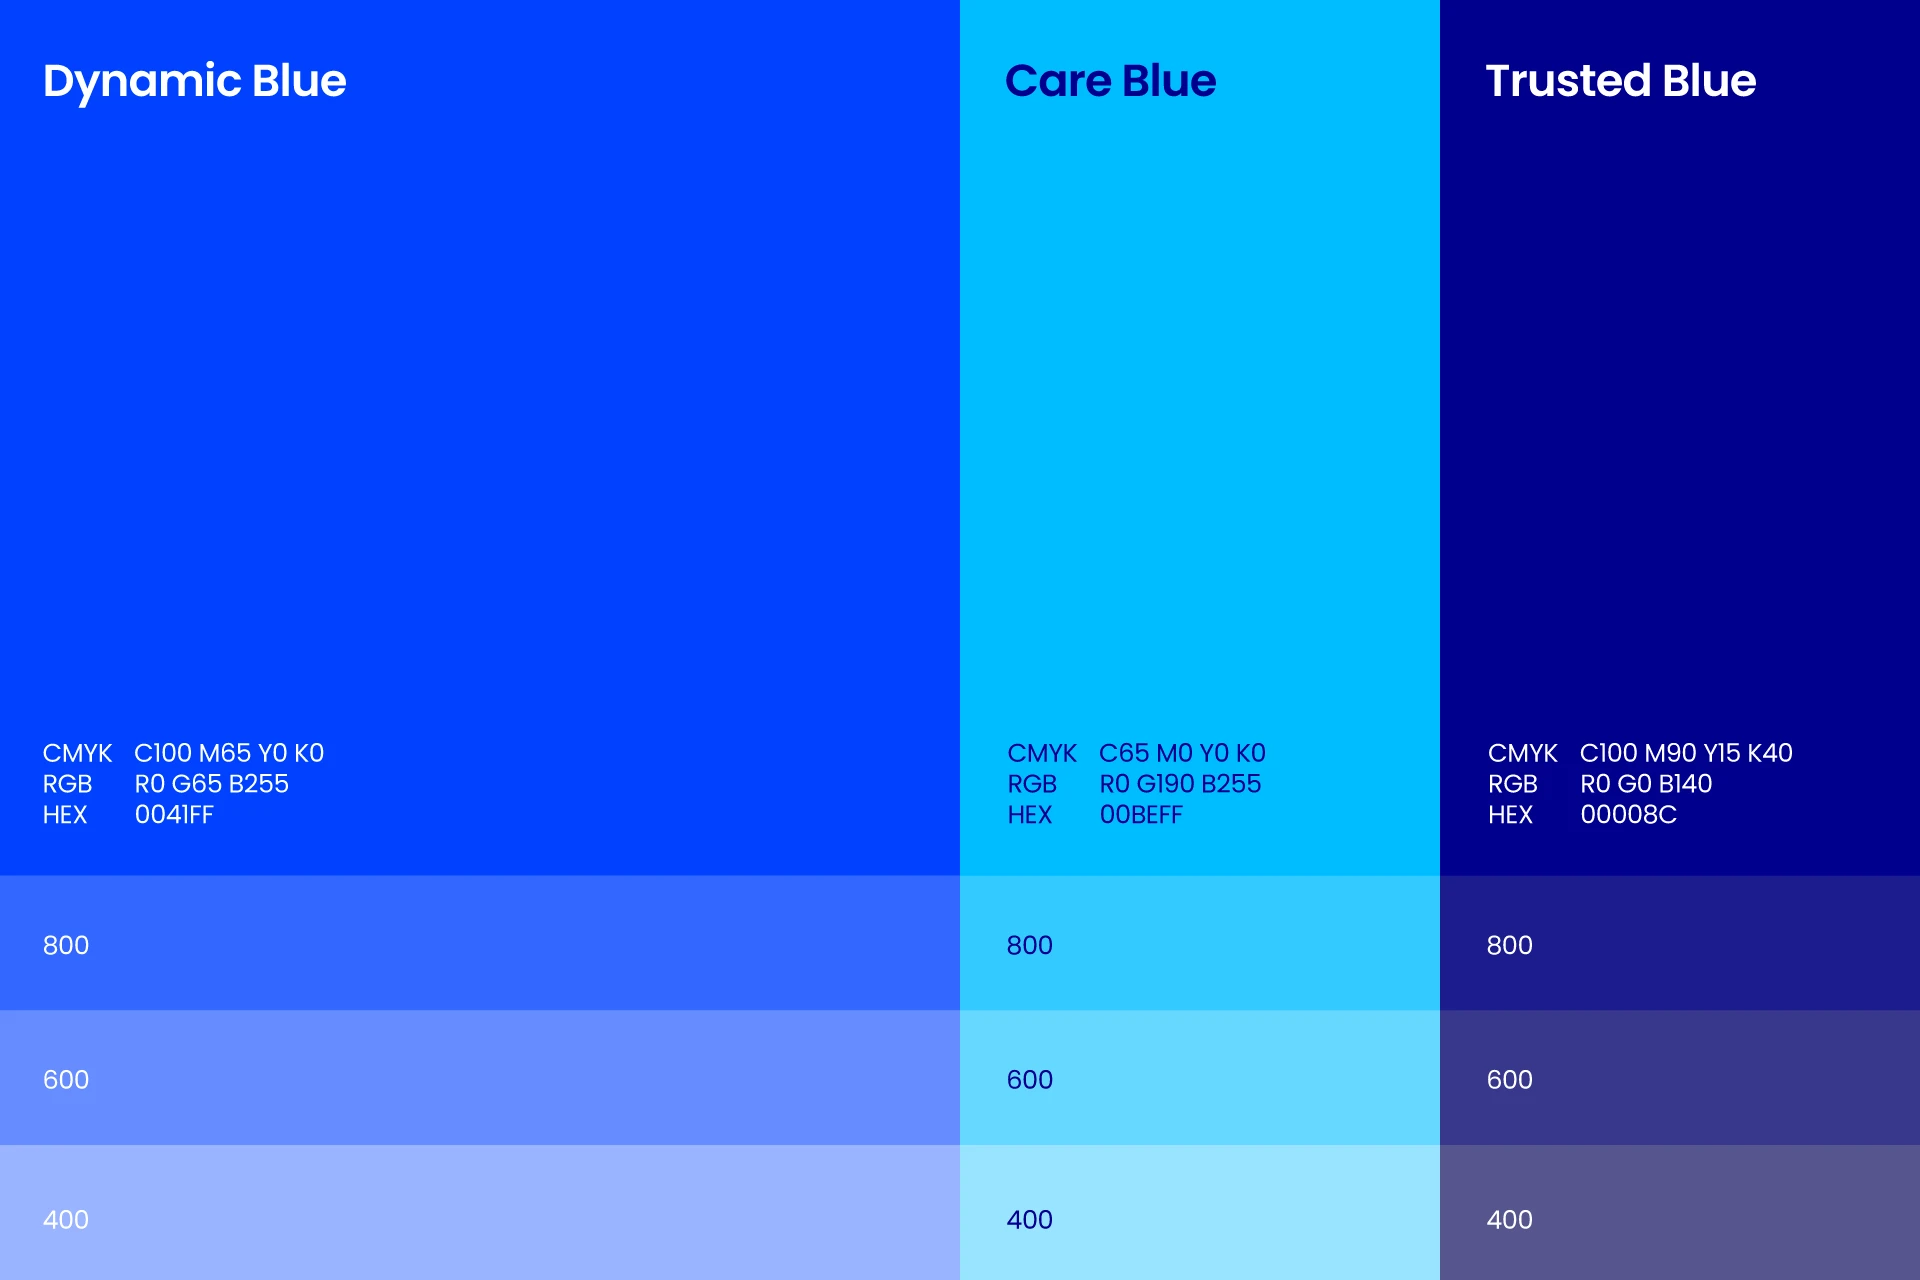 Dynamic Blue
CMYK C100 M65 Y0 K0
RGB R0 G65 B255
HEX 0041FF
800
600
400
Care Blue
CMYK C65 M0 Y0 K0
RGB R0 G190 B255
HEX 00BEFF
800
600
400
Trusted Blue
CMYK C100 M90 Y15 K40
RGB R0 G0 B140
HEX 00008C
800
600
400